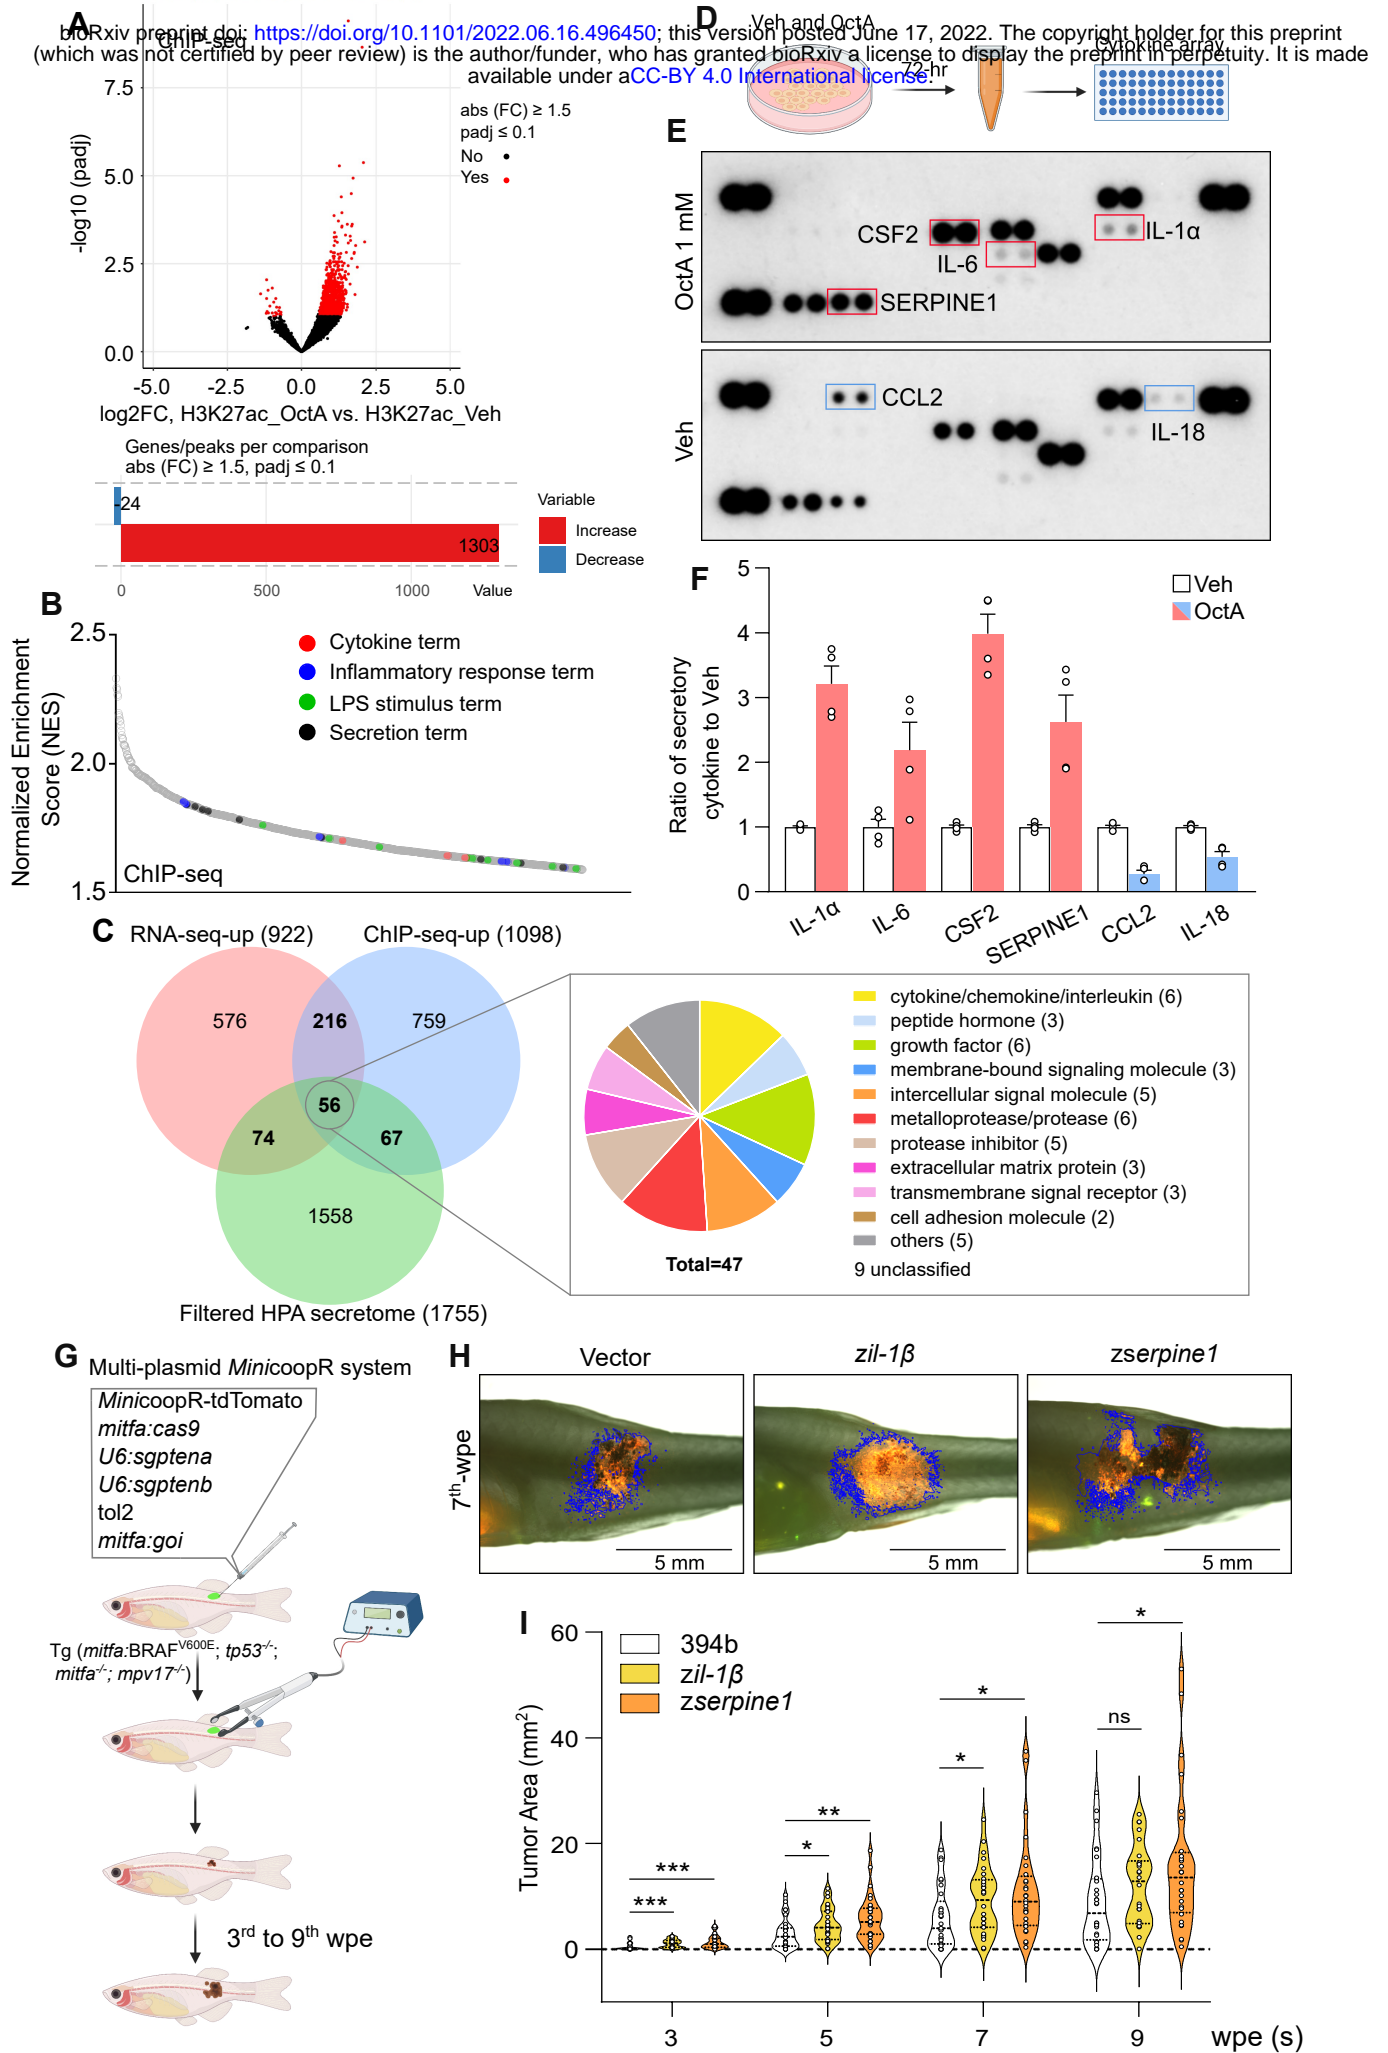 A
ChIP-seq
bioRxiv preprint doi: https://doi.org/10.1101/2022.06.16.496450; this version posted June 17, 2022. The copyright holder for this preprint
(which was not certified by peer review) is the author/funder, who has granted bioRxiv a license to display the preprint in perpetuity. It is made
available under aCC-BY 4.0 International license.
7.5
5.0
2.5
0.0
-log10 (padj)
abs (FC) ≥ 1.5
padj ≤ 0.1
No
Yes
-5.0 -2.5 0.0 2.5 5.0
log2FC, H3K27ac_OctA vs. H3K27ac_Veh
Genes/peaks per comparison
abs (FC) ≥ 1.5, padj ≤ 0.1
-24
1303
0 500 1000 Value
Variable
Increase
Decrease
B
Normalized Enrichment
Score (NES)
2.5
2.0
1.5
Cytokine term
Inflammatory response term
LPS stimulus term
Secretion term
ChIP-seq
C
RNA-seq-up (922)
ChIP-seq-up (1098)
576
216
759
56
74
67
1558
Filtered HPA secretome (1755)
Total=47
cytokine/chemokine/interleukin (6)
peptide hormone (3)
growth factor (6)
membrane-bound signaling molecule (3)
intercellular signal molecule (5)
metalloprotease/protease (6)
protease inhibitor (5)
extracellular matrix protein (3)
transmembrane signal receptor (3)
cell adhesion molecule (2)
others (5)
9 unclassified
D
Veh and OctA
72-hr
Cytokine array
E
OctA 1 mM
CSF2
IL-6
IL-1α
SERPINE1
Veh
CCL2
IL-18
F
Ratio of secretory
cytokine to Veh
5
4
3
2
1
0
Veh
OctA
IL-1α IL-6 CSF2 SERPINE1 CCL2 IL-18
G
Multi-plasmid MinicoopR system
MinicoopR-tdTomato
mitfa:cas9
U6:sgptena
U6:sgptenb
tol2
mitfa:goi
Tg (mitfa:BRAFV600E; tp53-/-;
mitfa-/-; mpv17-/-)
3rd to 9th wpe
H
Vector
zil-1β
zserpine1
7th-wpe
5 mm
5 mm
5 mm
I
Tumor Area (mm2)
60
40
20
0
394b
zil-1β
zserpine1
***
***
*
**
*
*
ns
*
3 5 7 9 wpe (s)